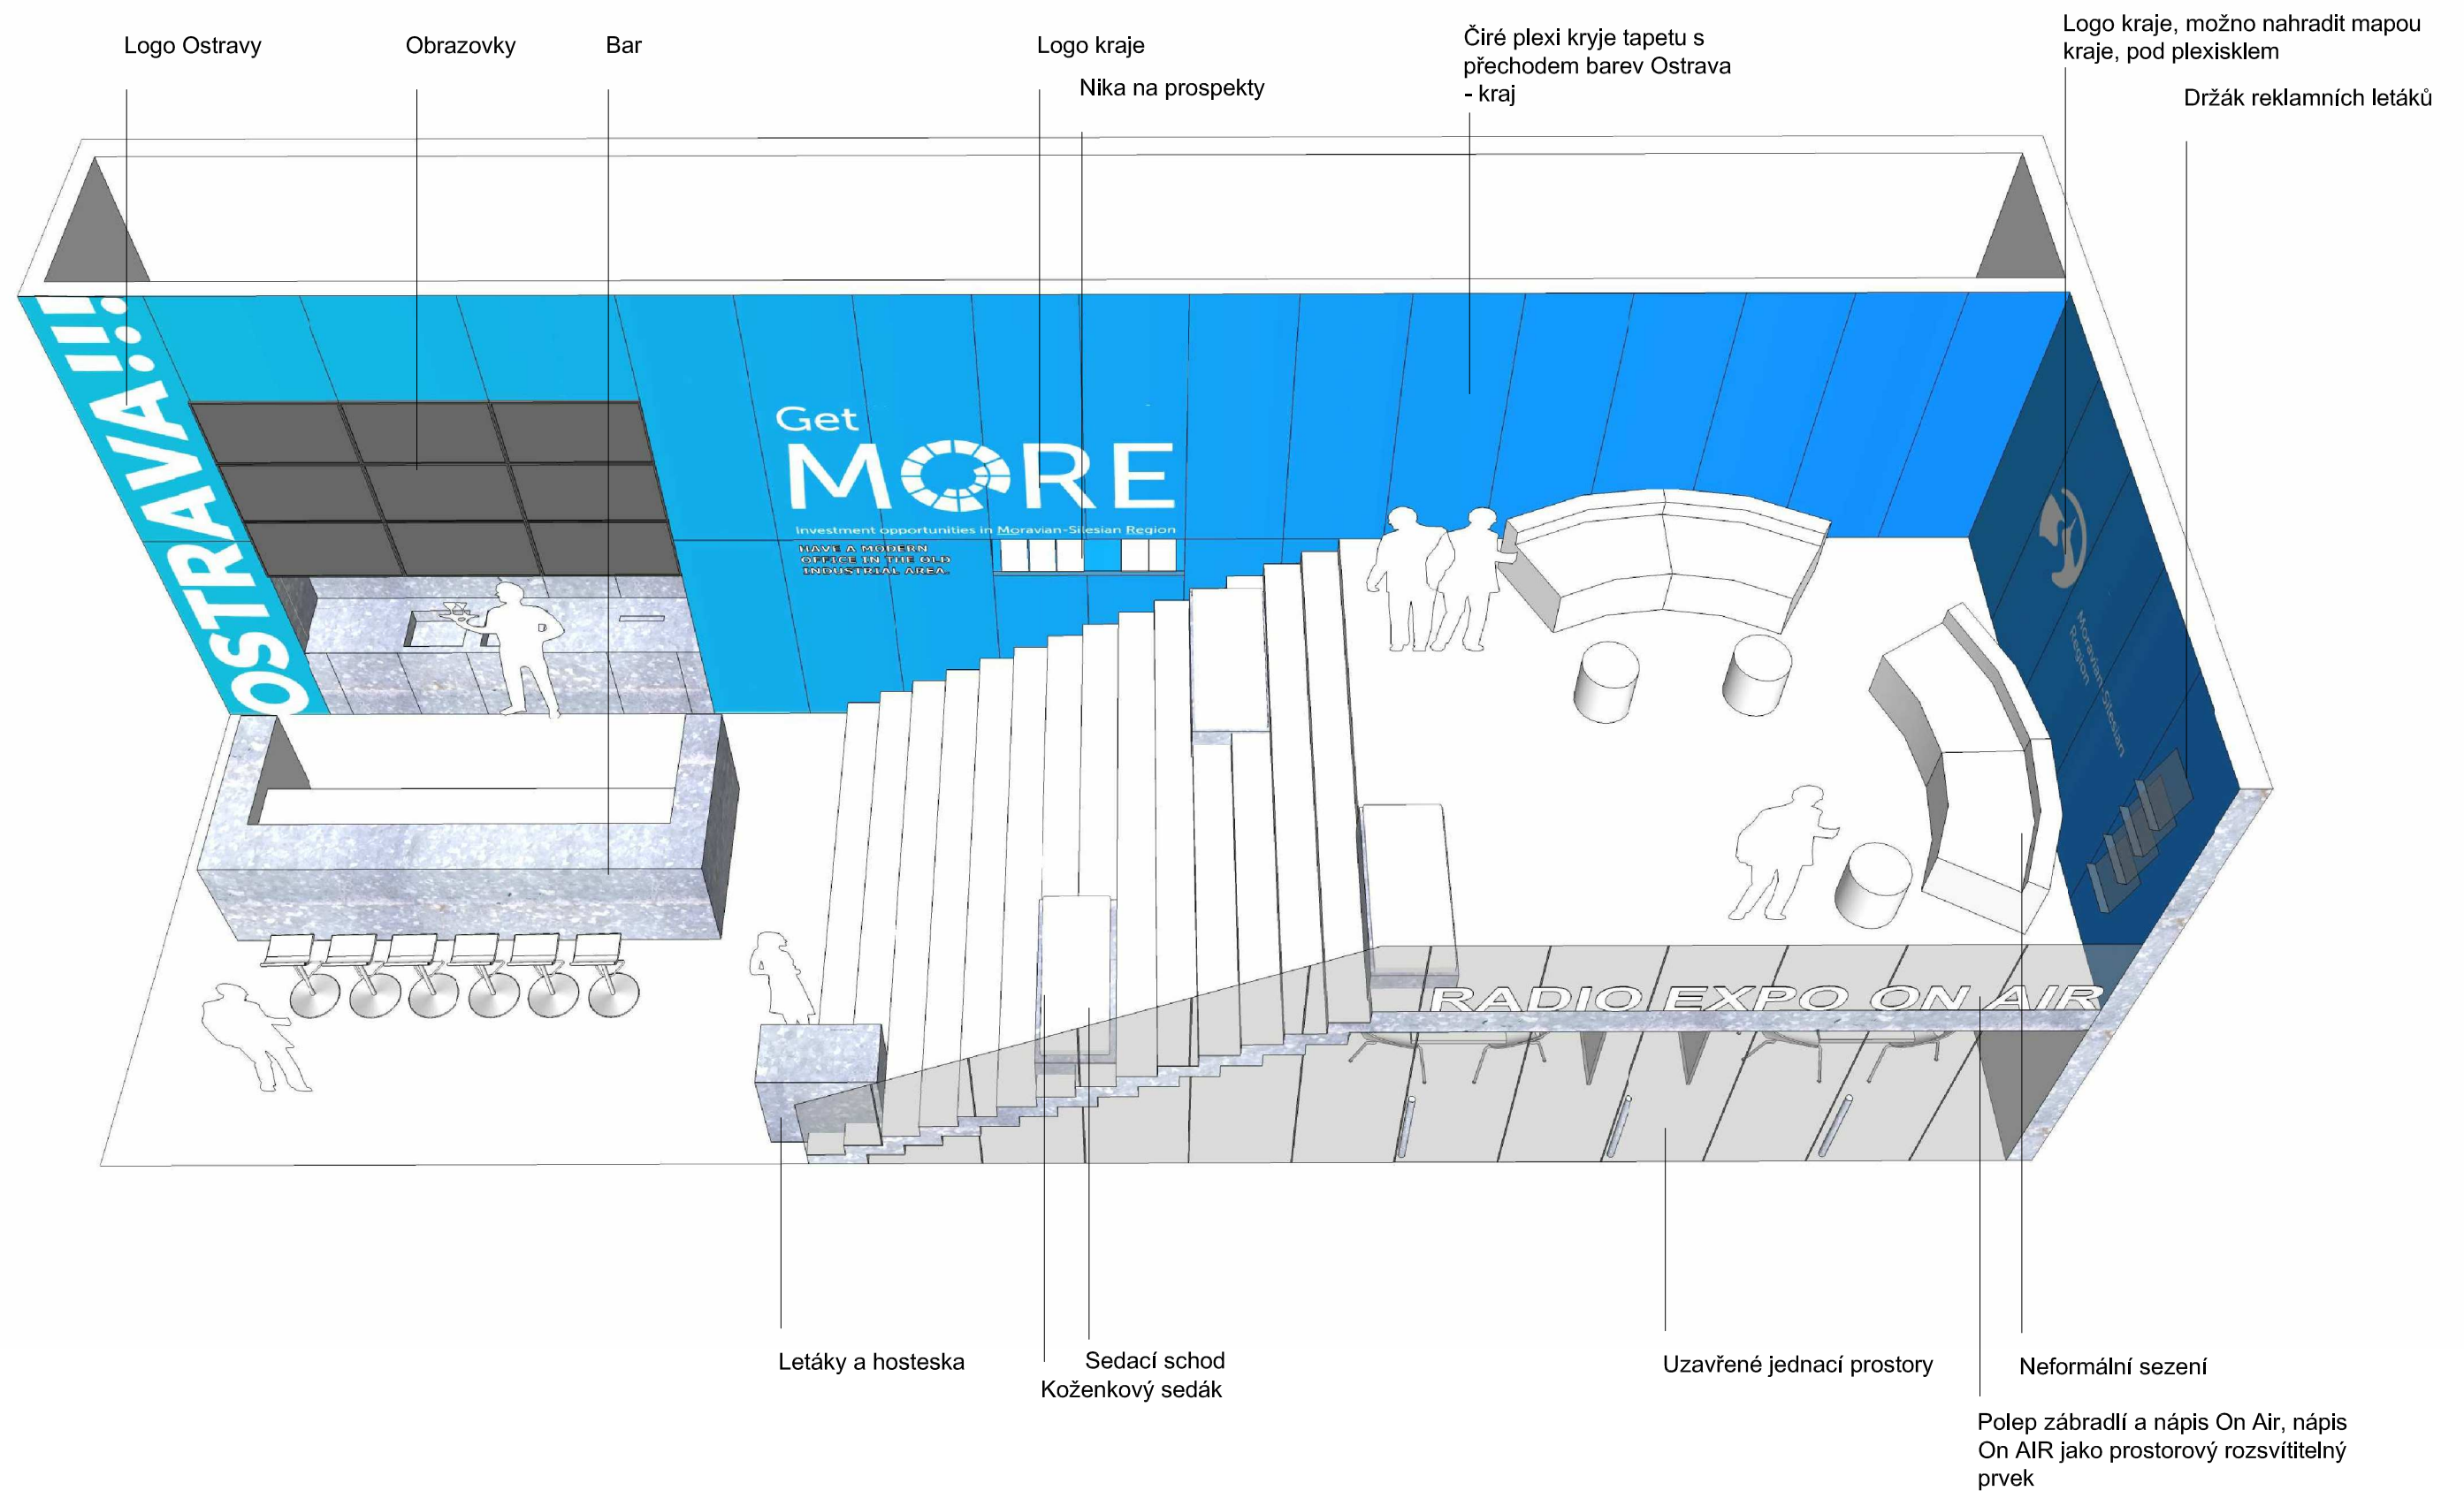 Logo Ostravy
Obrazovky
Bar
Logo kraje
Nika na prospekty
Čiré plexi kryje tapetu s
přechodem barev Ostrava
- kraj
Logo kraje, možno nahradit mapou
kraje, pod plexisklem
Držák reklamních letáků
OSTRAVA!!!
Get
MORE
Investment opportunities in Moravian-Silesian Region
HAVE A MODERN
OFFICE IN THE OLD
INDUSTRIAL AREA.
Moravian-Silesian
Region
RADIO EXPO ON AIR
Letáky a hosteska
Sedací schod
Koženkový sedák
Uzavřené jednací prostory
Neformální sezení
Polep zábradlí a nápis On Air, nápis
On AIR jako prostorový rozsvítitelný
prvek